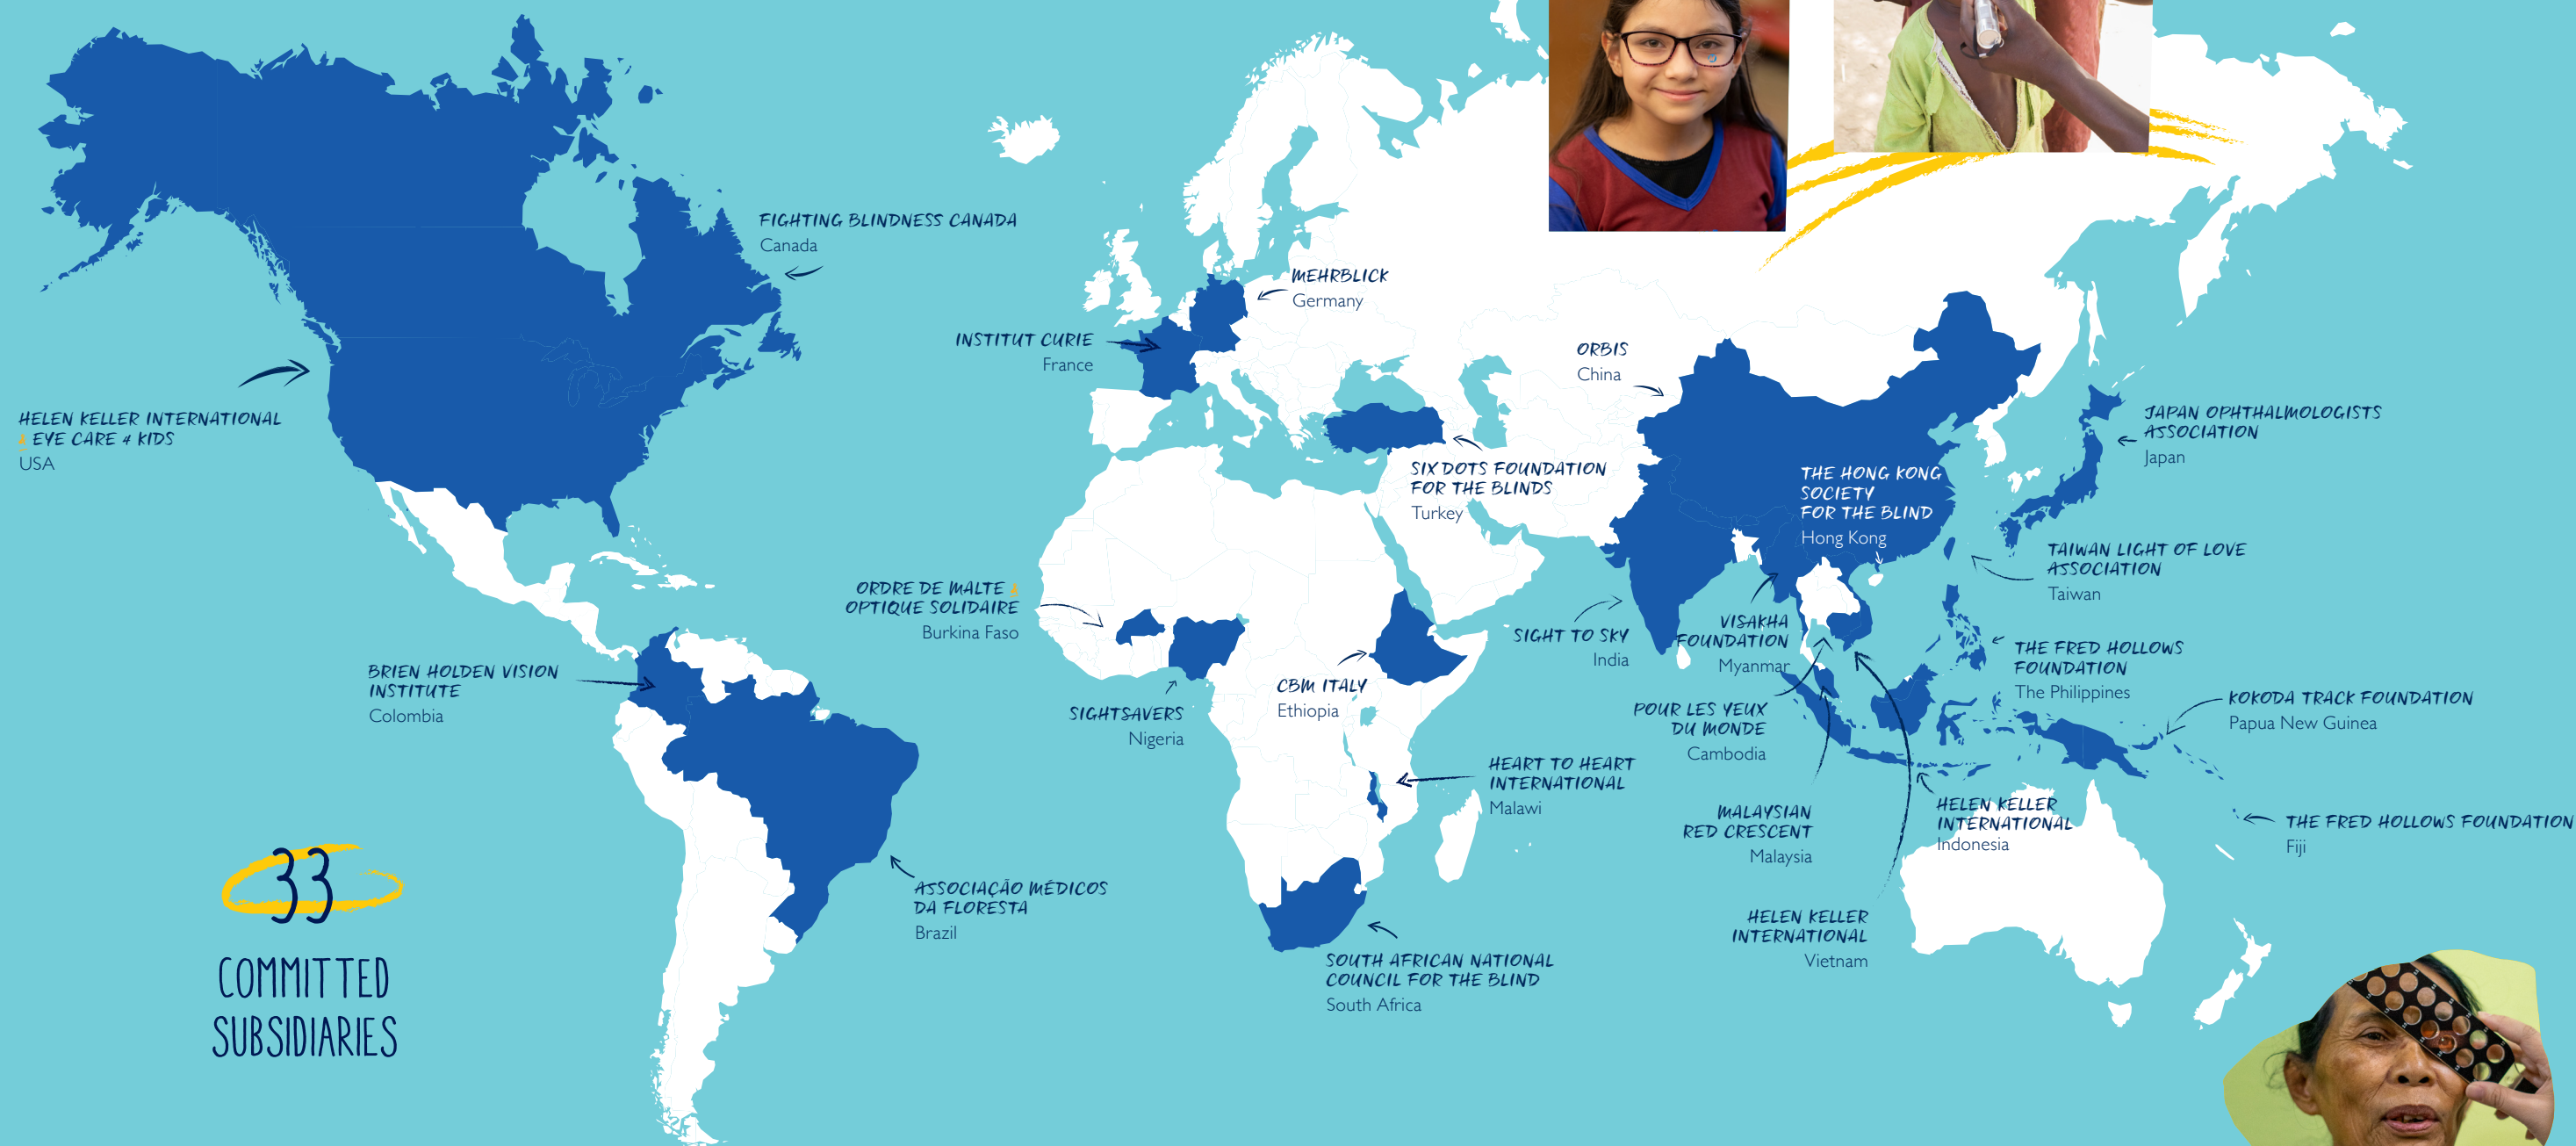 FIGHTING BLINDNESS CANADA
Canada
MEHRBLICK
Germany
INSTITUT CURIE
France
ORBIS
China
HELEN KELLER INTERNATIONAL
& EYE CARE 4 KIDS
USA
JAPAN OPHTHALMOLOGISTS
ASSOCIATION
Japan
SIX DOTS FOUNDATION
FOR THE BLINDS
Turkey
THE HONG KONG
SOCIETY
FOR THE BLIND
Hong Kong
TAIWAN LIGHT OF LOVE
ASSOCIATION
Taiwan
ORDRE DE MALTE &
OPTIQUE SOLIDAIRE
Burkina Faso
SIGHT TO SKY
India
VISAKHA
FOUNDATION
Myanmar
THE FRED HOLLOWS
FOUNDATION
The Philippines
BRIEN HOLDEN VISION
INSTITUTE
Colombia
CBM ITALY
Ethiopia
SIGHTSAVERS
Nigeria
KOKODA TRACK FOUNDATION
Papua New Guinea
POUR LES YEUX
DU MONDE
Cambodia
HEART TO HEART
INTERNATIONAL
Malawi
MALAYSIAN
RED CRESCENT
Malaysia
HELEN KELLER
INTERNATIONAL
Indonesia
THE FRED HOLLOWS FOUNDATION
Fiji
33
COMMITTED
SUBSIDIARIES
ASSOCIAÇÃO MÉDICOS
DA FLORESTA
Brazil
HELEN KELLER
INTERNATIONAL
Vietnam
SOUTH AFRICAN NATIONAL
COUNCIL FOR THE BLIND
South Africa